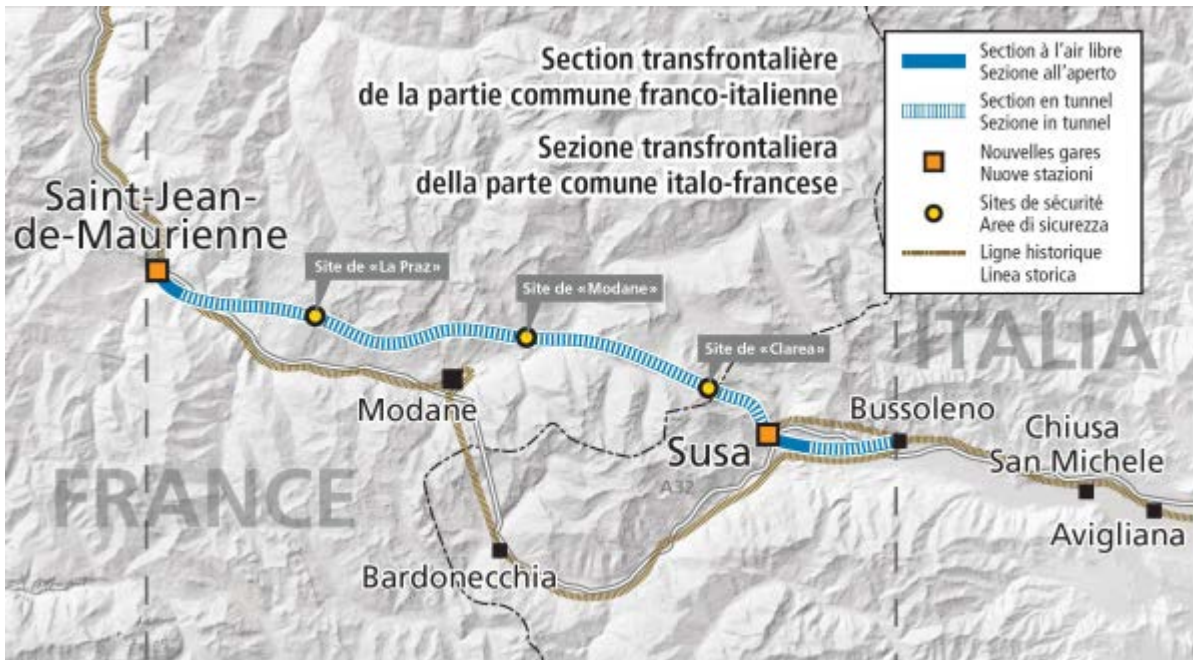 Section transfrontalière
de la partie commune franco-italienne
Sezione transfrontaliera
della parte comune italo-francese
Section à l'air libre
Sezione all'aperto
Section en tunnel
Sezione in tunnel
Nouvelles gares
Nuove stazioni
Sites de sécurité
Aree di sicurezza
Ligne historique
Linea storica
Saint-Jean-
de-Maurienne
Site de «La Praz»
Site de «Modane»
Site de «Clarea»
ITALIA
Modane
Susa
Bussoleno
Chiusa
San Michele
A32
FRANCE
Avigliana
Bardonecchia